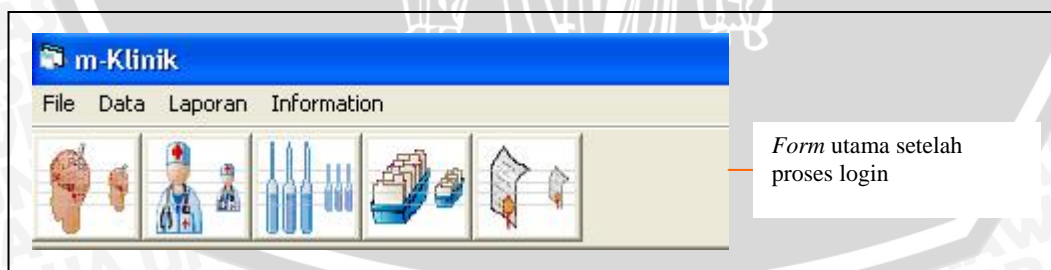 m-Klinik
File Data Laporan Information
Form utama setelah
proses login